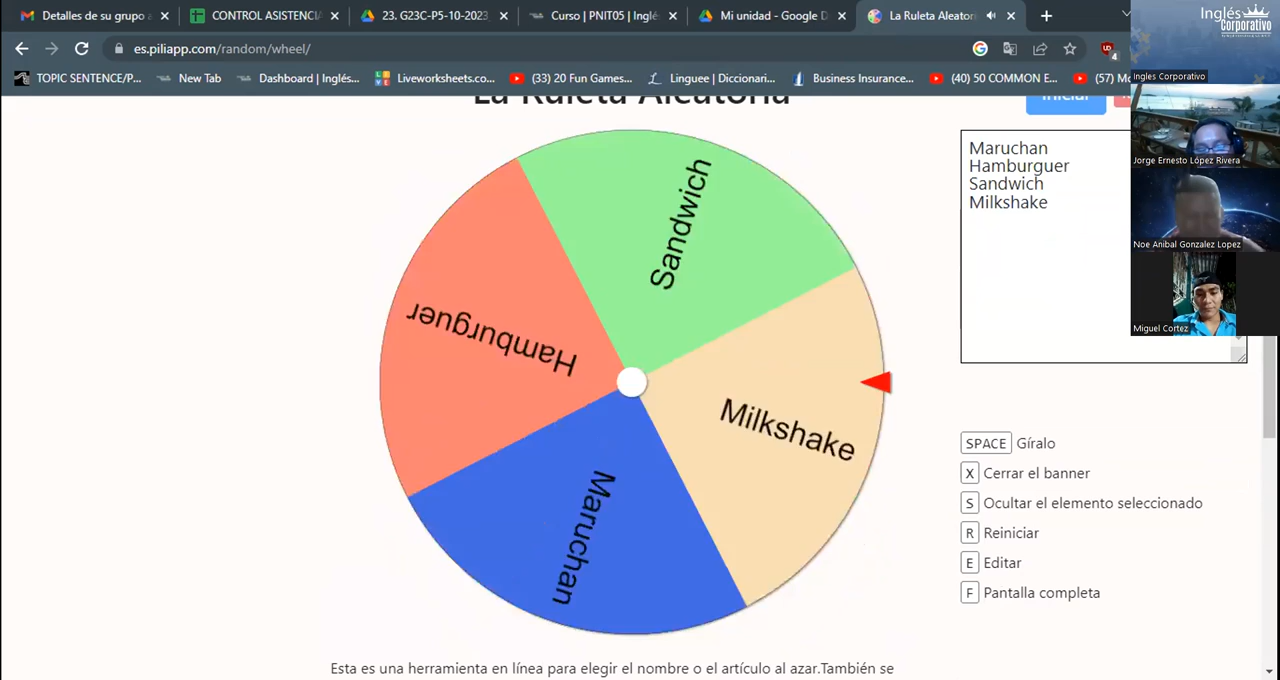 Detalles de su grupo a
CONTROL ASISTENCIA
23. G23C-P5-10-2023
Curso | PNIT05 | Inglé
Mi unidad - Google D
La Ruleta Aleatori
es.piliapp.com/random/wheel/
4
TOPIC SENTENCE/P...
New Tab
Dashboard | Inglés...
Liveworksheets.co...
(33) 20 Fun Games...
Linguee | Diccionari...
Business Insurance...
(40) 50 COMMON E...
(57) M
Inglés
Corporativo
Ingles Corporativo
La Ruleta Aleatoria
Iniciar
Jorge Ernesto López Rivera
Noe Anibal Gonzalez Lopez
Miguel Cortez
Maruchan
Hamburguer
Sandwich
Milkshake
Sandwich
Hamburguer
Milkshake
Maruchan
SPACE Gíralo
X Cerrar el banner
S Ocultar el elemento seleccionado
R Reiniciar
E Editar
F Pantalla completa
Esta es una herramienta en línea para elegir el nombre o el artículo al azar.También se